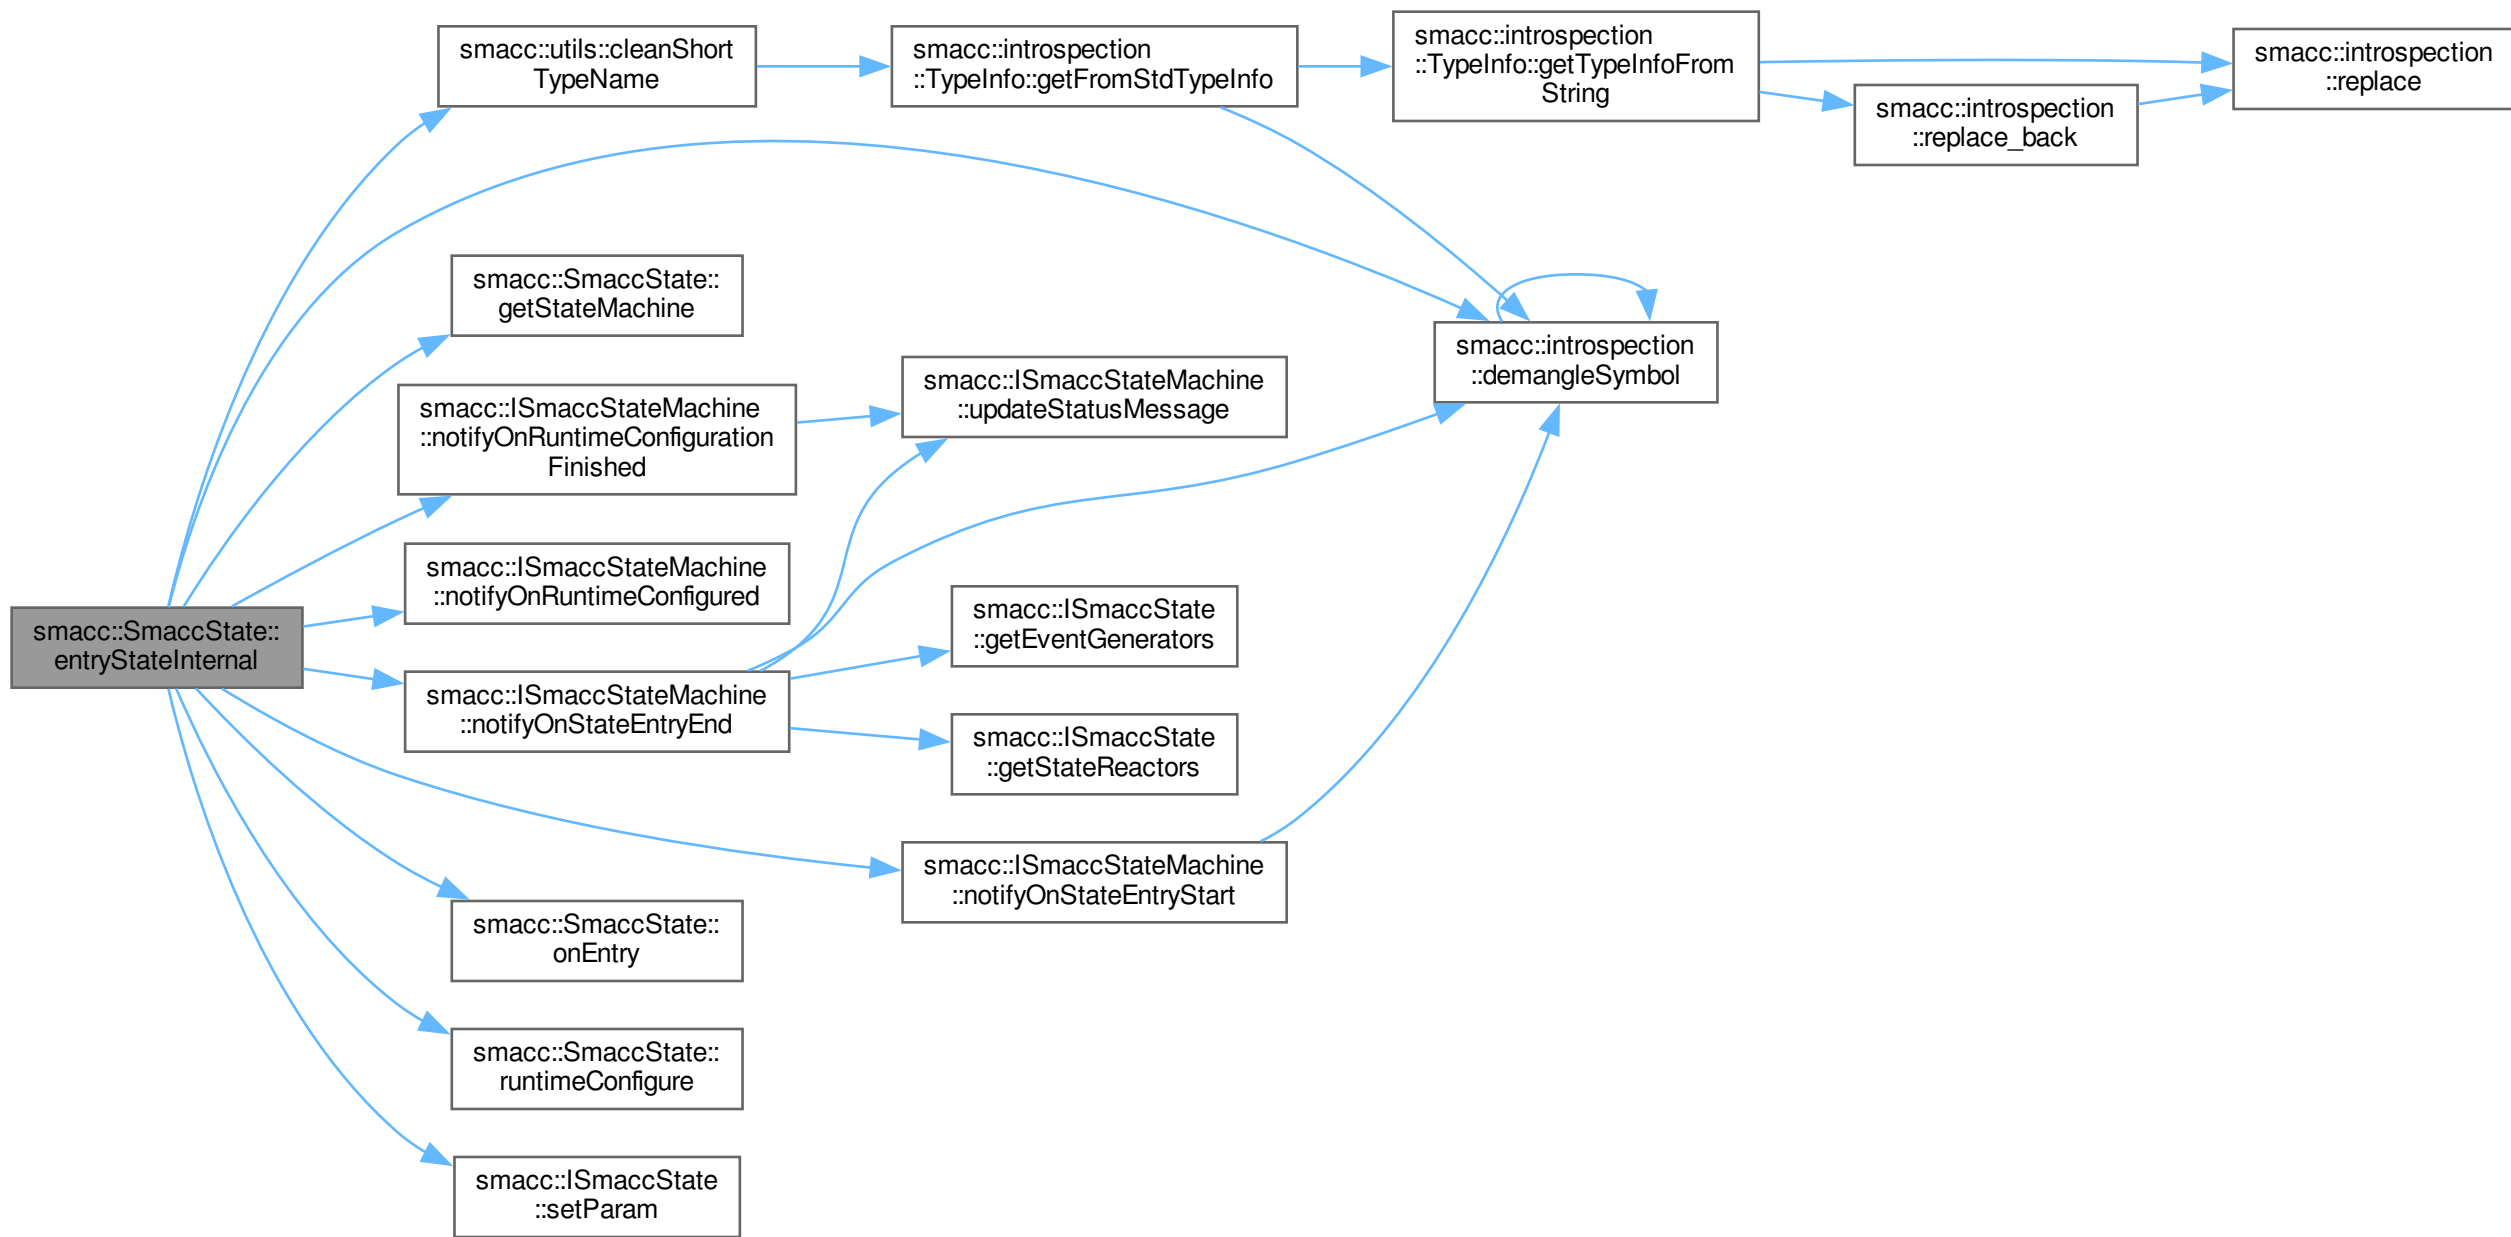 smacc::utils::cleanShort
TypeName
smacc::introspection
::TypeInfo::getFromStdTypeInfo
smacc::introspection
::TypeInfo::getTypeInfoFrom
String
smacc::introspection
::replace
smacc::introspection
::replace_back
smacc::SmaccState::
getStateMachine
smacc::introspection
::demangleSymbol
smacc::ISmaccStateMachine
::updateStatusMessage
smacc::ISmaccStateMachine
::notifyOnRuntimeConfiguration
Finished
smacc::ISmaccStateMachine
::notifyOnRuntimeConfigured
smacc::SmaccState::
entryStateInternal
smacc::ISmaccState
::getEventGenerators
smacc::ISmaccStateMachine
::notifyOnStateEntryEnd
smacc::ISmaccState
::getStateReactors
smacc::ISmaccStateMachine
::notifyOnStateEntryStart
smacc::SmaccState::
onEntry
smacc::SmaccState::
runtimeConfigure
smacc::ISmaccState
::setParam